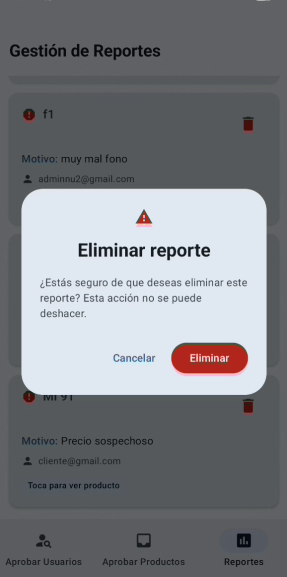 Gestión de Reportes
f1
Motivo: muy mal fono
adminnu2@gmail.com
Eliminar reporte
¿Estás seguro de que deseas eliminar este
reporte? Esta acción no se puede
deshacer.
Cancelar
Eliminar
Mi 91
Motivo: Precio sospechoso
cliente@gmail.com
Toca para ver producto
Aprobar Usuarios
Aprobar Productos
Reportes